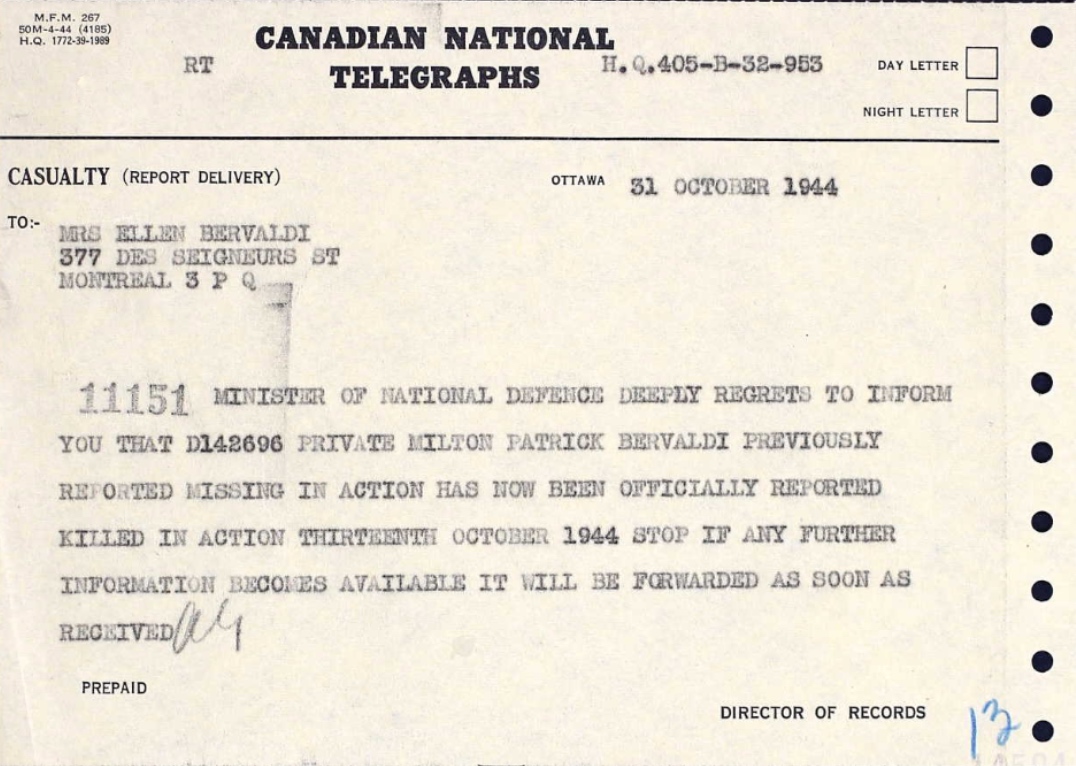 M.F.M. 267
50M-4-44 (4185)
H.Q. 1772-39-1989
CANADIAN NATIONAL
TELEGRAPHS
RT
H.Q.405-B-32-953
DAY LETTER
NIGHT LETTER
CASUALTY (REPORT DELIVERY)
OTTAWA 31 OCTOBER 1944
TO:-
MRS ELLEN BERVALDI
377 DES SEIGNEURS ST
MONTREAL 3 P Q
11151 MINISTER OF NATIONAL DEFENCE DEEPLY REGRETS TO INFORM
YOU THAT D142696 PRIVATE MILTON PATRICK BERVALDI PREVIOUSLY
REPORTED MISSING IN ACTION HAS NOW BEEN OFFICIALLY REPORTED
KILLED IN ACTION THIRTEENTH OCTOBER 1944 STOP IF ANY FURTHER
INFORMATION BECOMES AVAILABLE IT WILL BE FORWARDED AS SOON AS
RECEIVED
PREPAID
DIRECTOR OF RECORDS
13